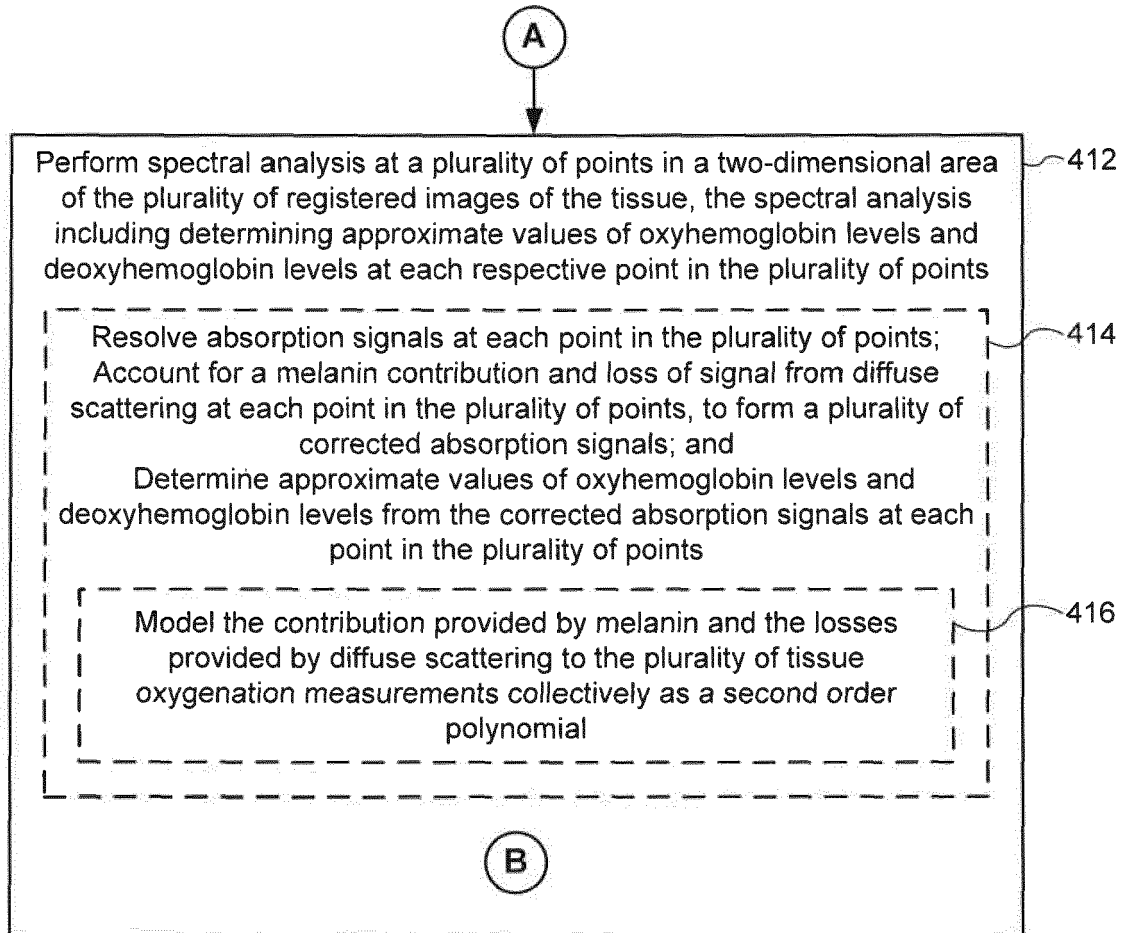 A
Perform spectral analysis at a plurality of points in a two-dimensional area
of the plurality of registered images of the tissue, the spectral analysis
including determining approximate values of oxyhemoglobin levels and
deoxyhemoglobin levels at each respective point in the plurality of points
412
Resolve absorption signals at each point in the plurality of points;
Account for a melanin contribution and loss of signal from diffuse
scattering at each point in the plurality of points, to form a plurality of
corrected absorption signals; and
Determine approximate values of oxyhemoglobin levels and
deoxyhemoglobin levels from the corrected absorption signals at each
point in the plurality of points
414
Model the contribution provided by melanin and the losses
provided by diffuse scattering to the plurality of tissue
oxygenation measurements collectively as a second order
polynomial
416
B